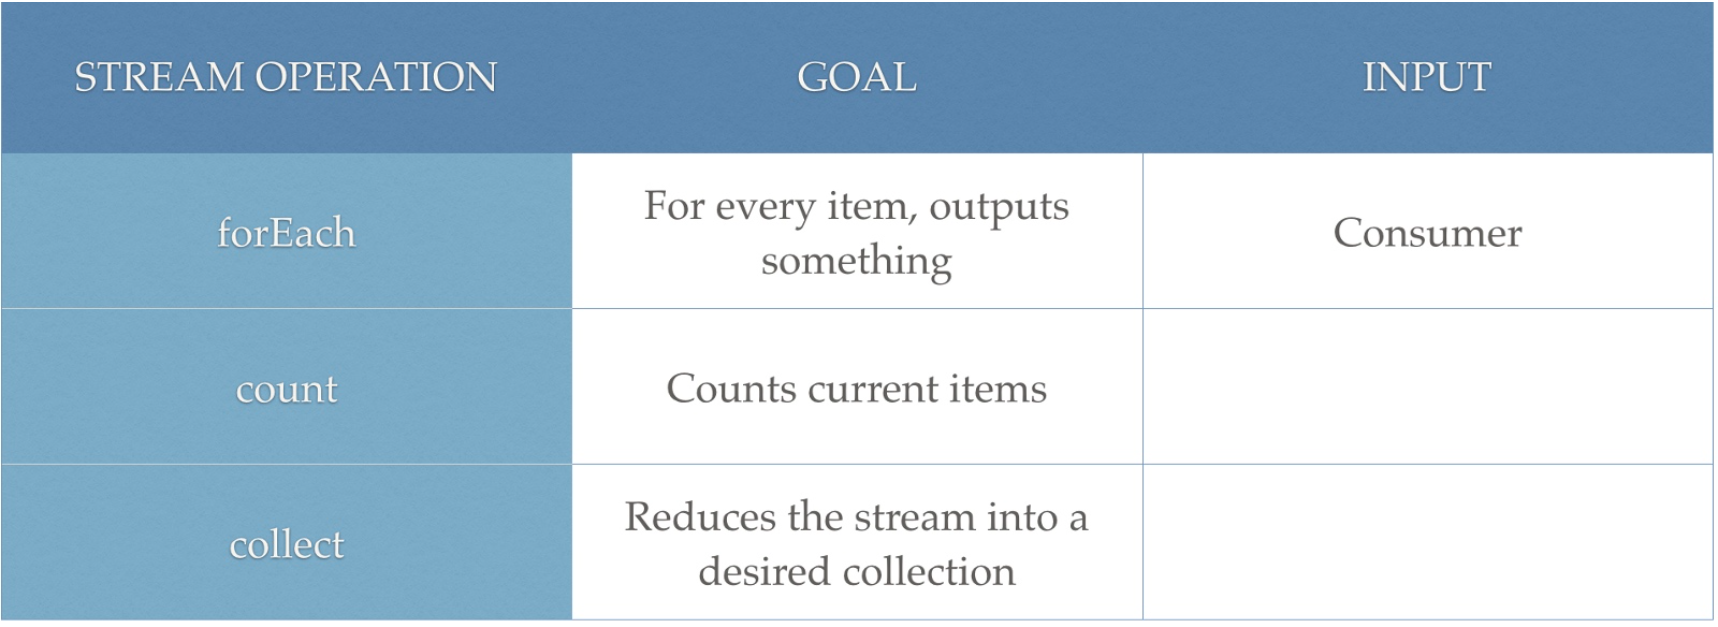 STREAM OPERATION GOAL INPUT
forEach For every item, outputs something Consumer
count Counts current items
collect Reduces the stream into a desired collection